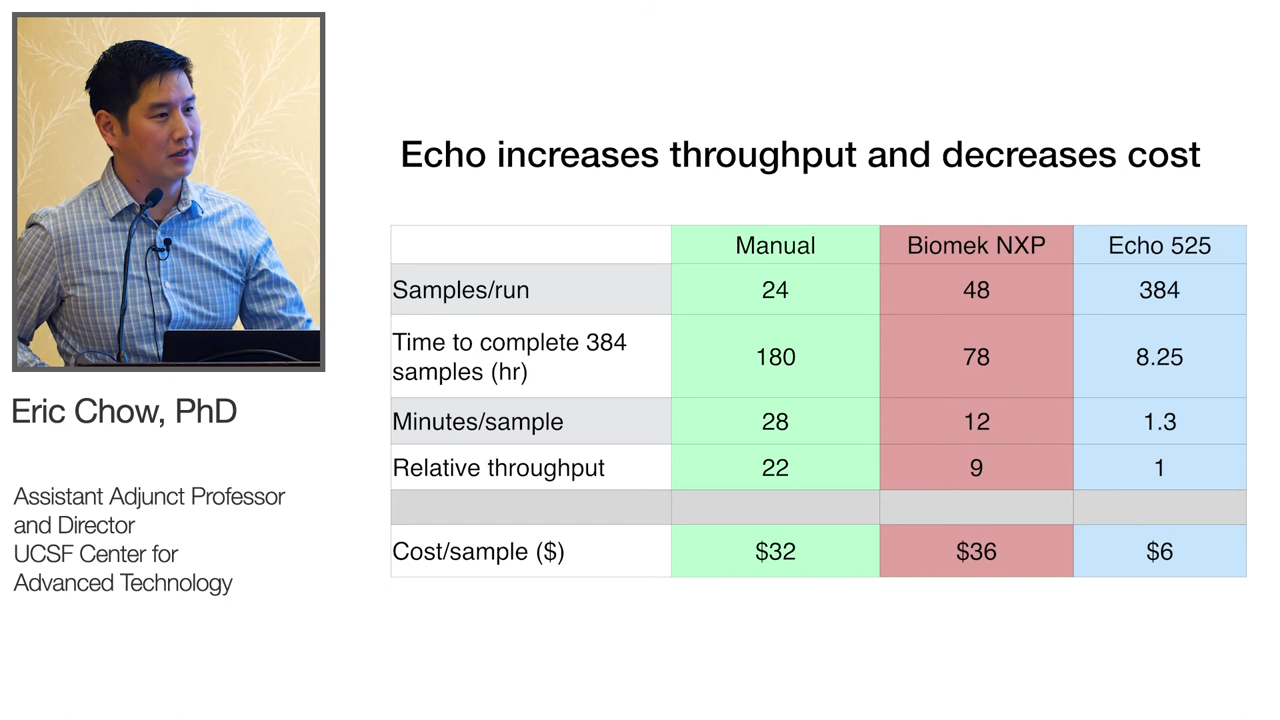 Echo increases throughput and decreases cost
Manual Biomek NXP Echo 525
Samples/run 24 48 384
Time to complete 384
samples (hr) 180 78 8.25
Minutes/sample 28 12 1.3
Relative throughput 22 9 1
Cost/sample ($) $32 $36 $6
Eric Chow, PhD
Assistant Adjunct Professor
and Director
UCSF Center for
Advanced Technology